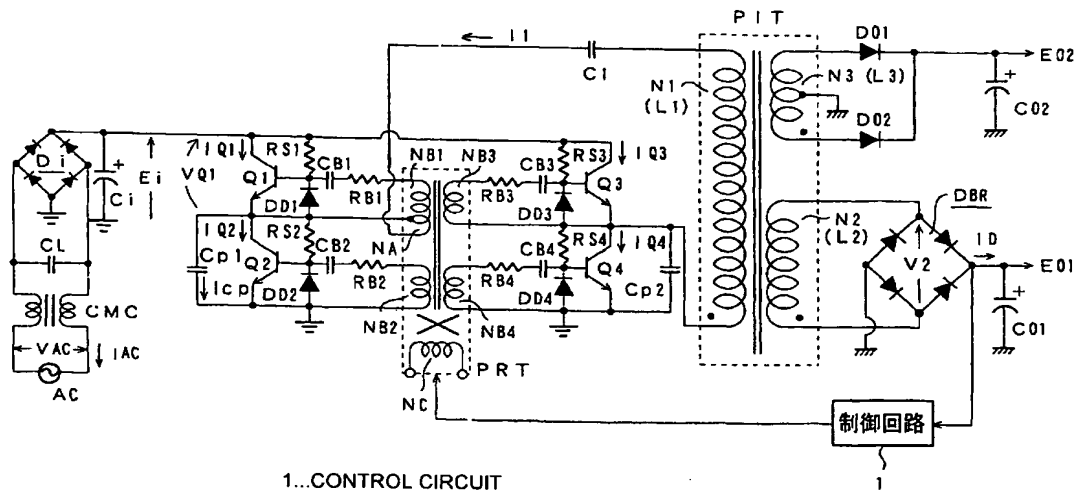 PIT
I1
C1
N1
(L1)
N3 (L3)
D01
D02
E02
C02
Di
Ci
Ei
VQ1
IQ1
RS1
CB1
NB1
NB3
CB3
RS3
IQ3
Q1
DD1
RB1
RB3
DD3
Q3
IQ2
RS2
CB2
NA
CB4
RS4
IQ4
Cp1
Q2
Icp
DD2
RB2
RB4
DD4
Q4
Cp2
NB2
NB4
CL
CMC
VAC
IAC
AC
NC
PRT
N2
(L2)
DBR
V2
ID
E01
C01
制御回路
1
1...CONTROL CIRCUIT